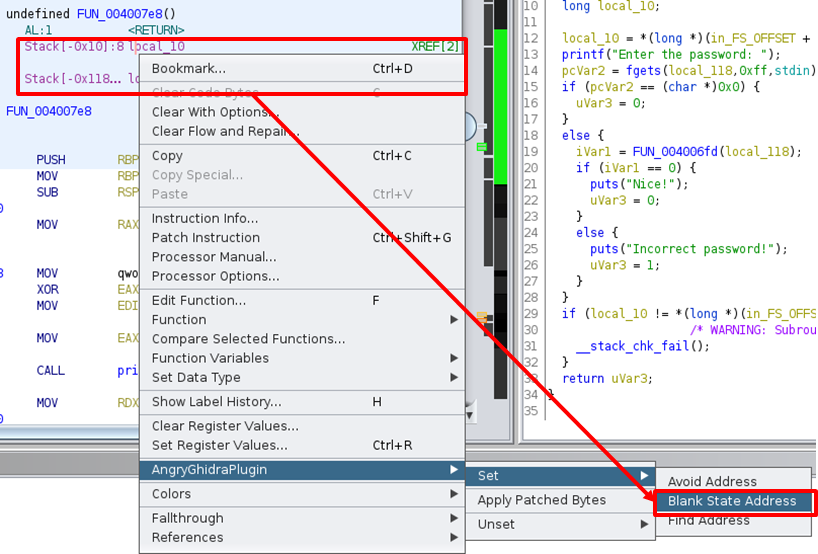 undefined FUN_004007e8()
AL:1 <RETURN>
Stack[-0x10]:8 local_10 XREF[2]
Stack[-0x118... lo
FUN_004007e8
PUSH RBP
MOV RBP
SUB RSP
0
MOV RAX
8 MOV qwo
XOR EAX
MOV EDI
MOV EAX
CALL pri
MOV RDX
0
Bookmark... Ctrl+D
Clear Code Bytes C
Clear With Options...
Clear Flow and Repair...
Copy Ctrl+C
Copy Special...
Paste Ctrl+V
Instruction Info...
Patch Instruction Ctrl+Shift+G
Processor Manual...
Processor Options...
Edit Function... F
Function
Compare Selected Functions...
Function Variables
Set Data Type
Show Label History... H
Clear Register Values...
Set Register Values... Ctrl+R
AngryGhidraPlugin
Colors
Fallthrough
References
Set
Apply Patched Bytes
Unset
Avoid Address
Blank State Address
Find Address
10 long local_10;
11
12 local_10 = *(long *)(in_FS_OFFSET +
13 printf("Enter the password: ");
14 pcVar2 = fgets(local_118,0xff,stdin)
15 if (pcVar2 == (char *)0x0) {
16 uVar3 = 0;
17 }
18 else {
19 iVar1 = FUN_004006fd(local_118);
20 if (iVar1 == 0) {
21 puts("Nice!");
22 uVar3 = 0;
23 }
24 else {
25 puts("Incorrect password!");
26 uVar3 = 1;
27 }
28 }
29 if (local_10 != *(long *)(in_FS_OFFS
30 /* WARNING: Subrou
31 __stack_chk_fail();
32 }
33 return uVar3;
34 }
35